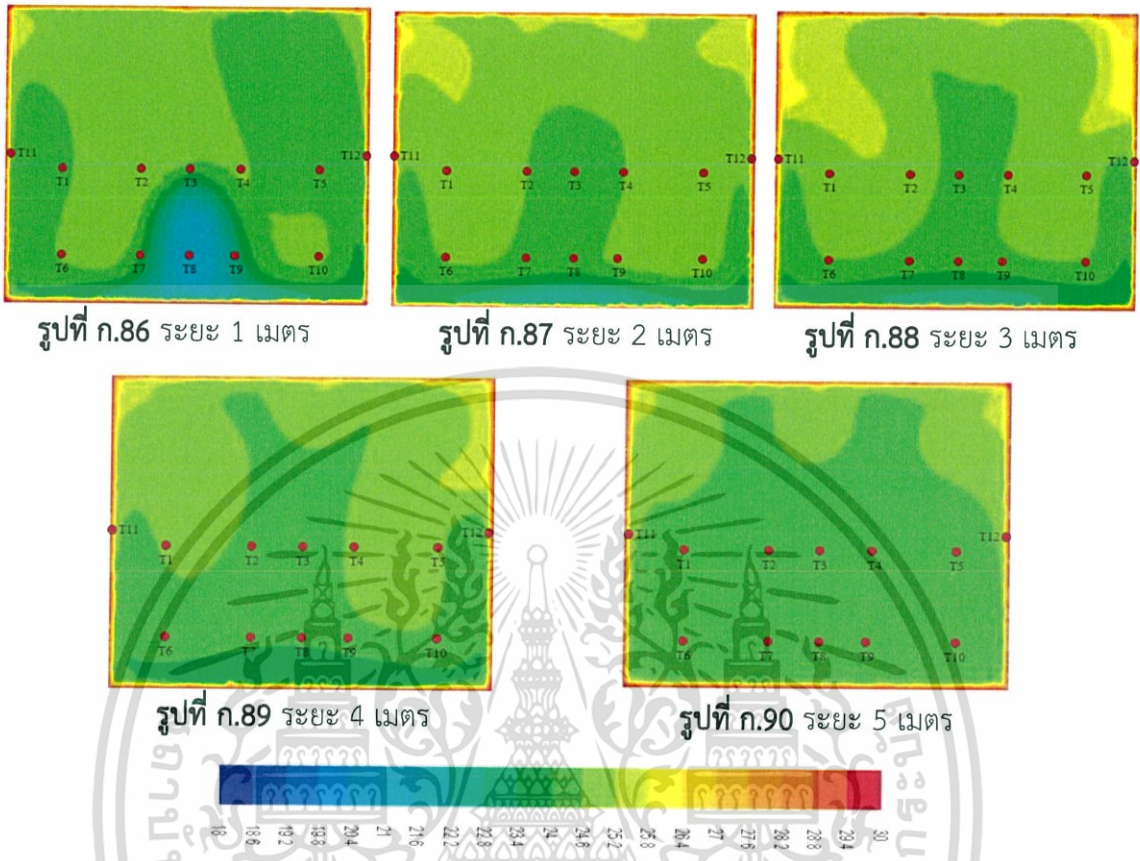 T11
T12
T1 T2 T3 T4 T5
T6 T7 T8 T9 T10
รูปที่ ก.86 ระยะ 1 เมตร
T11
T12
T1 T2 T3 T4 T5
T6 T7 T8 T9 T10
รูปที่ ก.87 ระยะ 2 เมตร
T11
T12
T1 T2 T3 T4 T5
T6 T7 T8 T9 T10
รูปที่ ก.88 ระยะ 3 เมตร
T11
T12
T1 T2 T3 T4 T5
T6 T7 T8 T9 T10
รูปที่ ก.89 ระยะ 4 เมตร
T11
T12
T1 T2 T3 T4 T5
T6 T7 T8 T9 T10
รูปที่ ก.90 ระยะ 5 เมตร
18 18.6 19.2 19.8 20.4 21 21.6 22.2 22.8 23.4 24 24.6 25.2 25.8 26.4 27 27.6 28.2 28.8 29.4 30